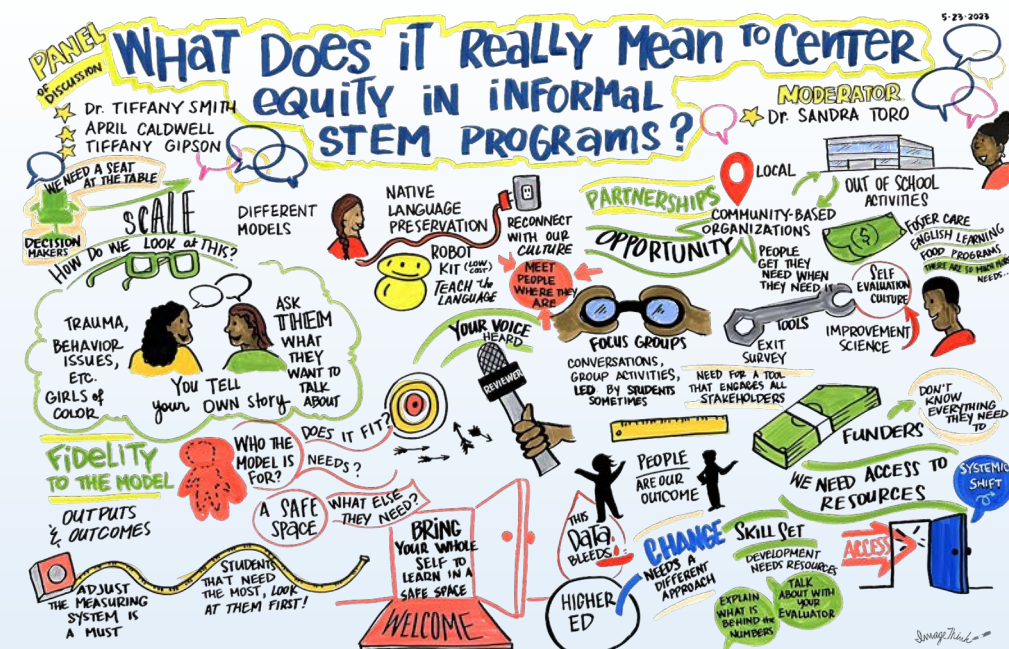 5·23·2023
PANEL
OF DISCUSSION
WHAT DOES iT REALLY MEAN TO CENTER
EQUITY IN INFORMAL
STEM PROGRAMS?
Dr. TIFFANY SMITH
APRIL CALDWELL
TIFFANY GIPSON
MODERATOR
Dr. SANDRA TORO
WE NEED A SEAT
AT THE TABLE
DECISION
MAKERS
SCALE
HOW DO WE LOOK at THIS?
DIFFERENT
MODELS
NATIVE
LANGUAGE
PRESERVATION
ROBOT
KIT (LOW COST)
TEACH the
LANGUAGE
RECONNECT
WITH OUR
CULTURE
MEET
PEOPLE
WHERE THEY
ARE
PARTNERSHIPS
LOCAL
COMMUNITY-BASED
ORGANIZATIONS
OUT OF SCHOOL
ACTIVITIES
OPPORTUNITY
PEOPLE
GET THEY
NEED WHEN
THEY NEED IT
$
FOSTER CARE
ENGLISH LEARNING
FOOD PROGRAMS
THERE ARE SO MUCH MORE
NEEDS...
SELF
EVALUATION
CULTURE
IMPROVEMENT
SCIENCE
TOOLS
EXIT
SURVEY
TRAUMA,
BEHAVIOR
ISSUES,
ETC.
GIRLS of
COLOR
ASK
THEM
WHAT
THEY
WANT TO
TALK
ABOUT
YOU TELL
your OWN story
YOUR VOICE
HEARD
REVIEWER
FOCUS GROUPS
CONVERSATIONS,
GROUP ACTIVITIES,
LED BY STUDENTS
SOMETIMES
NEED FOR A TOOL
THAT ENGAGES ALL
STAKEHOLDERS
FUNDERS
DON'T
KNOW
EVERYTHING
THEY NEED
TO
WE NEED ACCESS TO
RESOURCES
SYSTEMIC
SHIFT
FIDELITY
TO THE MODEL
OUTPUTS
& OUTCOMES
WHO THE
MODEL IS
FOR?
DOES IT FIT?
NEEDS?
A SAFE
SPACE
WHAT ELSE
THEY NEED?
ADJUST
THE MEASURING
SYSTEM IS
A MUST
STUDENTS
THAT NEED
THE MOST, LOOK
AT THEM FIRST!
BRING
YOUR WHOLE
SELF TO
LEARN IN A
SAFE SPACE
WELCOME
PEOPLE
ARE OUR
OUTCOME
THIS
DATA
BLEEDS
HIGHER
ED
CHANGE
NEEDS A
DIFFERENT
APPROACH
SKILL SET
DEVELOPMENT
NEEDS RESOURCES
EXPLAIN
WHAT IS
BEHIND the
NUMBERS
TALK
ABOUT WITH
YOUR
EVALUATOR
ACCESS
ImageThink